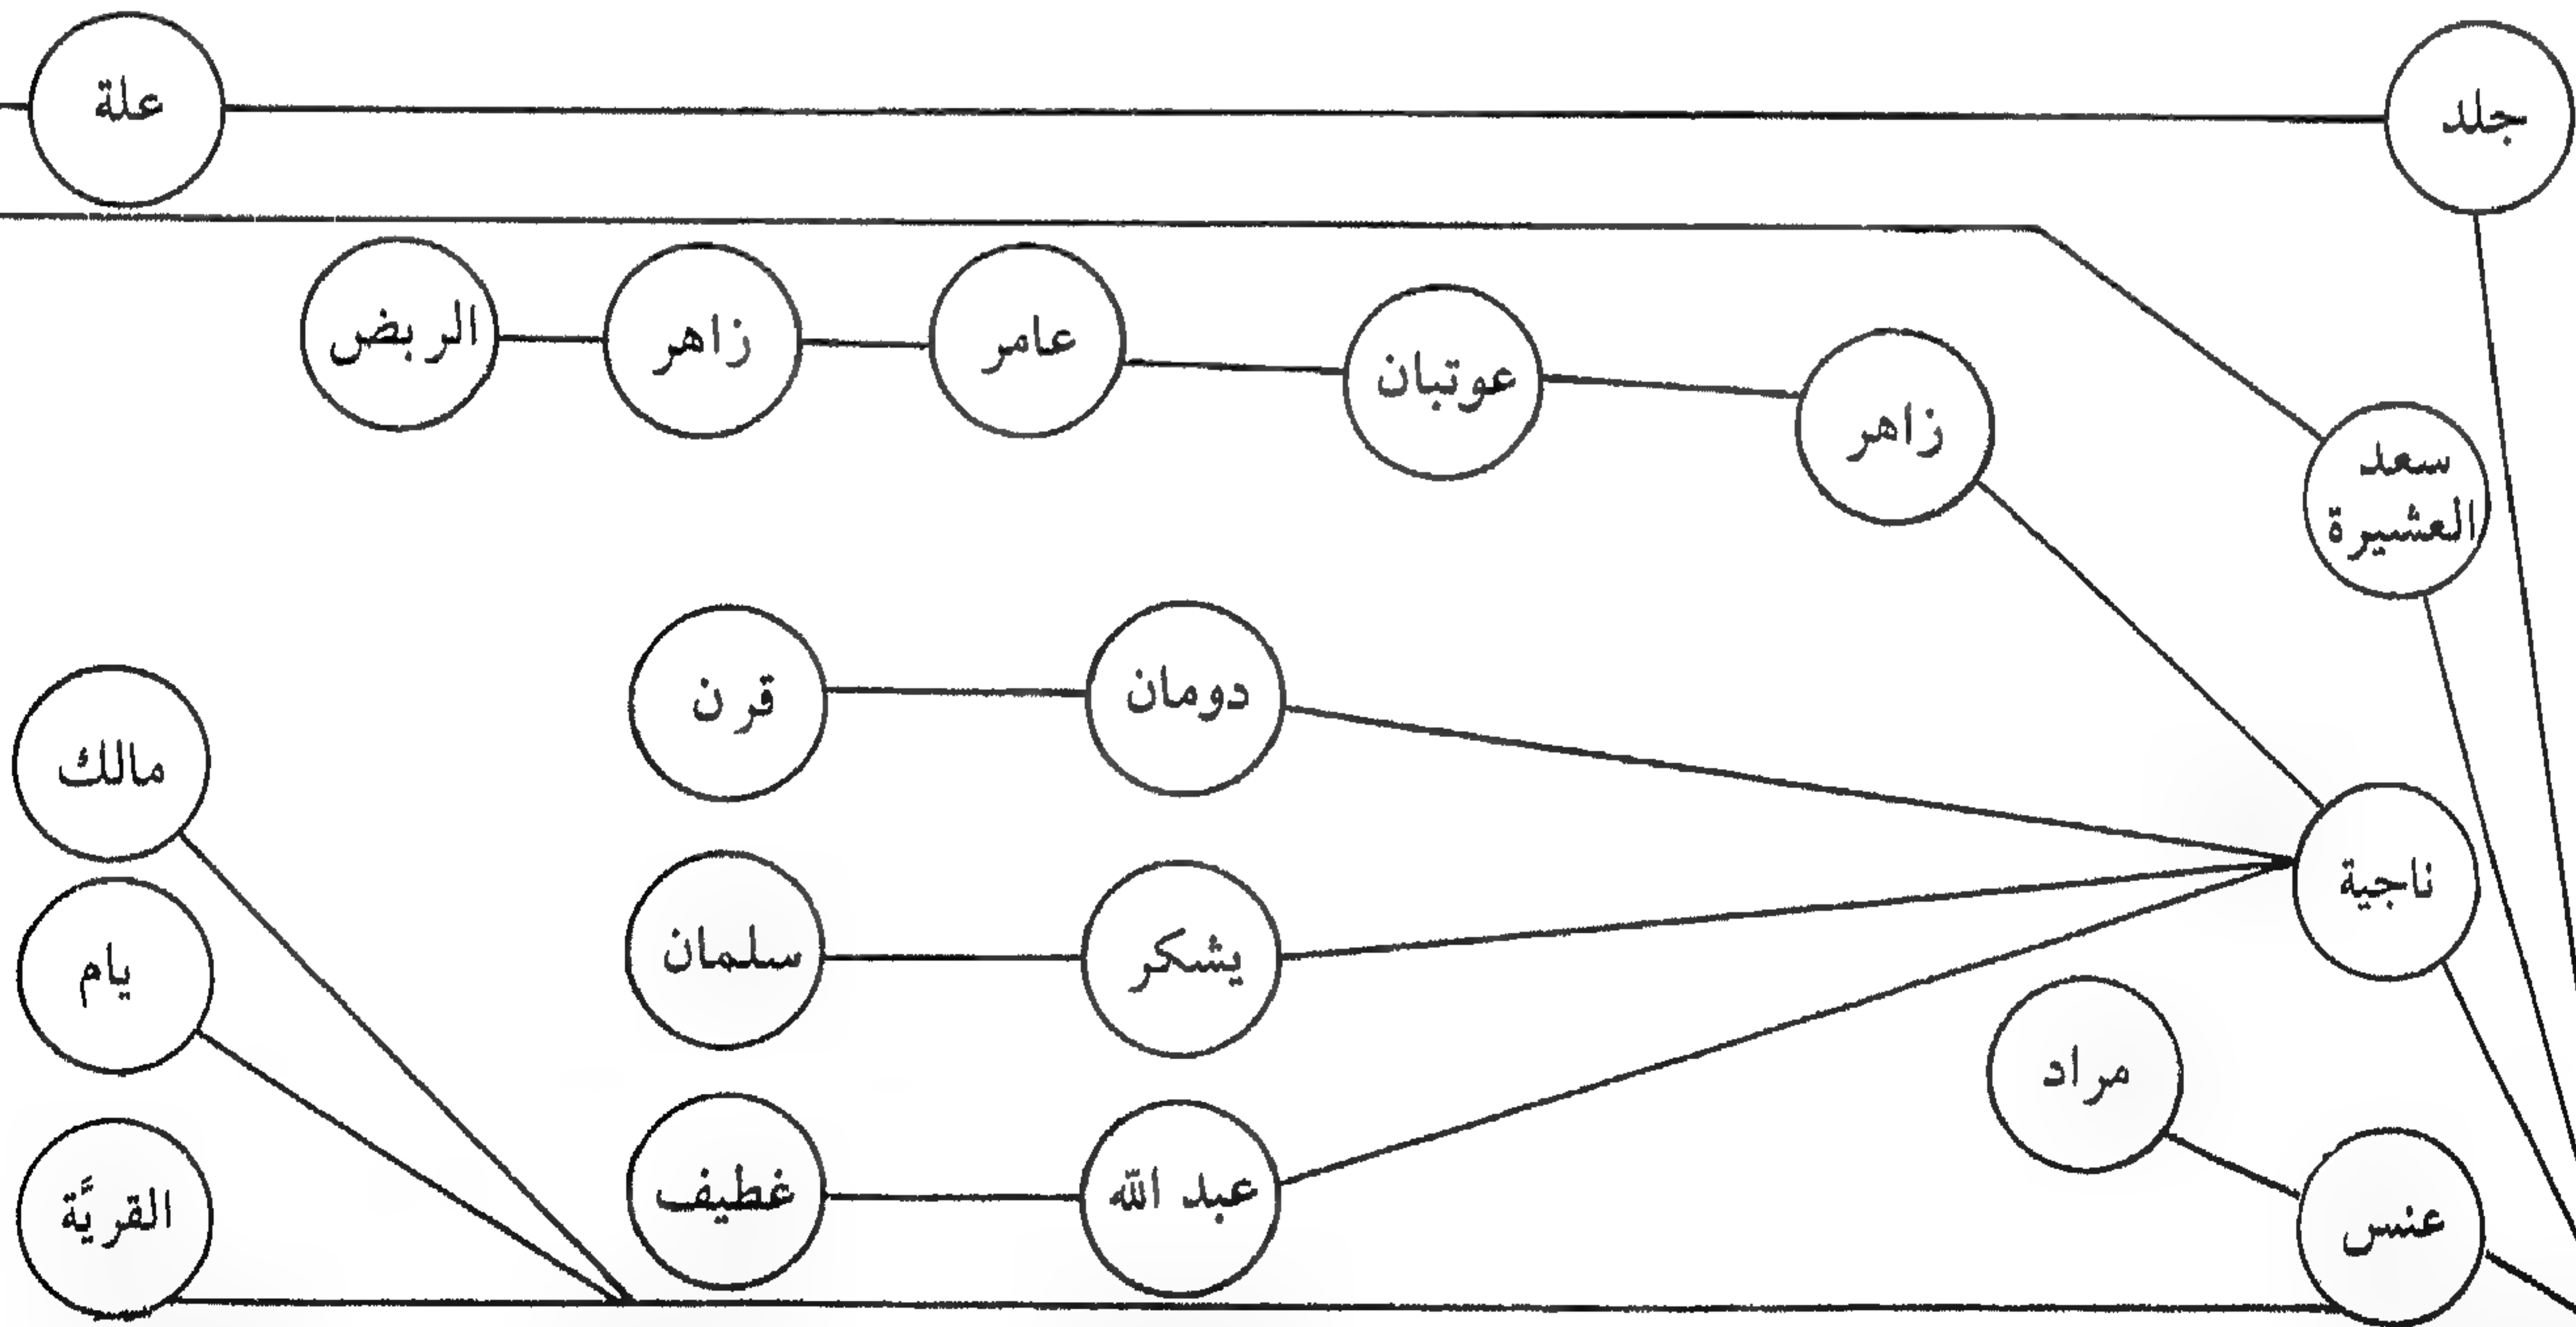 جلد
علة
سعد
العشيرة
زاهر
عوتبان
عامر
زاهر
الربض
دومان
قرن
ناجية
يشكر
سلمان
عبد الله
غطيف
مراد
عنس
مالك
يام
القريَّة